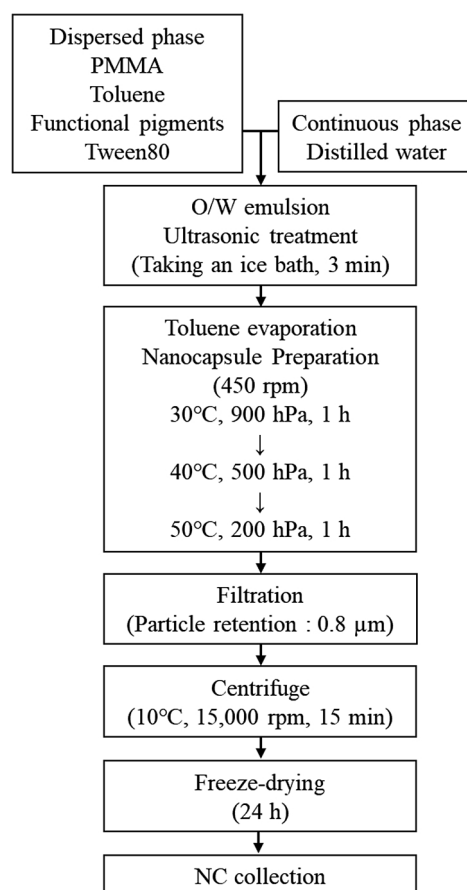 Dispersed phase
PMMA
Toluene
Functional pigments
Tween80
Continuous phase
Distilled water
O/W emulsion
Ultrasonic treatment
(Taking an ice bath, 3 min)
Toluene evaporation
Nanocapsule Preparation
(450 rpm)
30℃, 900 hPa, 1 h
↓
40℃, 500 hPa, 1 h
↓
50℃, 200 hPa, 1 h
Filtration
(Particle retention : 0.8 µm)
Centrifuge
(10℃, 15,000 rpm, 15 min)
Freeze-drying
(24 h)
NC collection